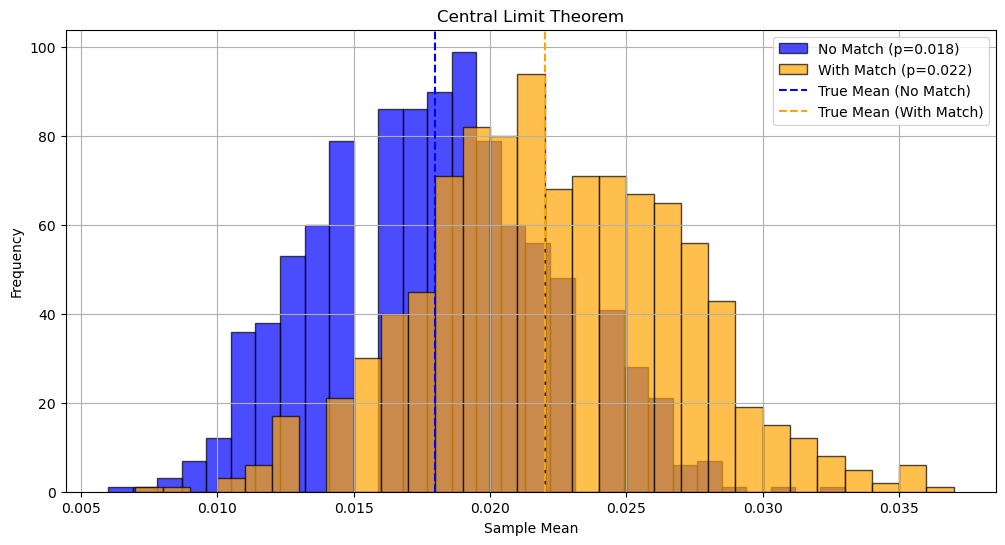 Central Limit Theorem
No Match (p=0.018)
With Match (p=0.022)
True Mean (No Match)
True Mean (With Match)
Frequency
100
80
60
40
20
0
0.005 0.010 0.015 0.020 0.025 0.030 0.035
Sample Mean